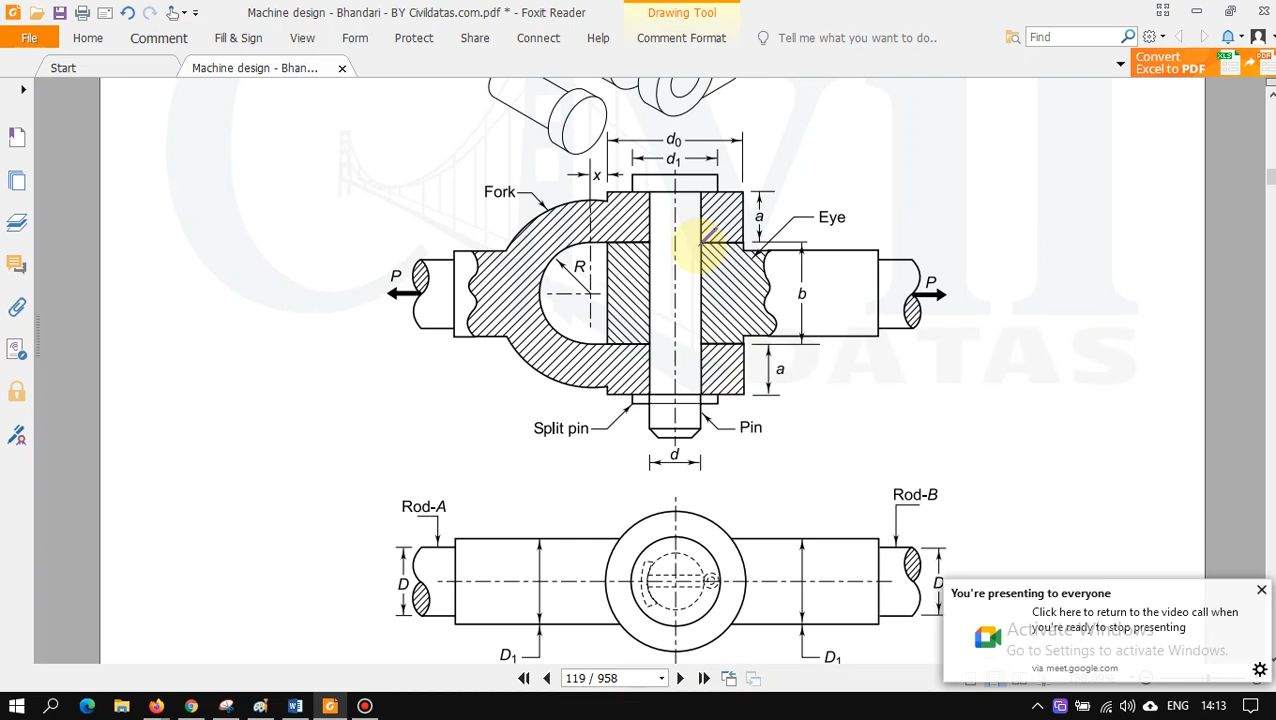 Machine design - Bhandari - BY Civildatas.com.pdf * - Foxit Reader
Drawing Tool
File Home Comment Fill & Sign View Form Protect Share Connect Help Comment Format Tell me what you want to do.. Find
Start
Machine design - Bhan...
Convert
Excel to PDF
XLS
PDF
CIVIL
DATAS
d0
d1
x
Fork
a
Eye
R
P
P
b
a
Split pin
Pin
d
Rod-B
Rod-A
D
D
D1
D1
You're presenting to everyone
Click here to return to the video call when
you're ready to stop presenting
via meet.google.com
Activate Windows
Go to Settings to activate Windows.
119 / 958
ENG 14:13